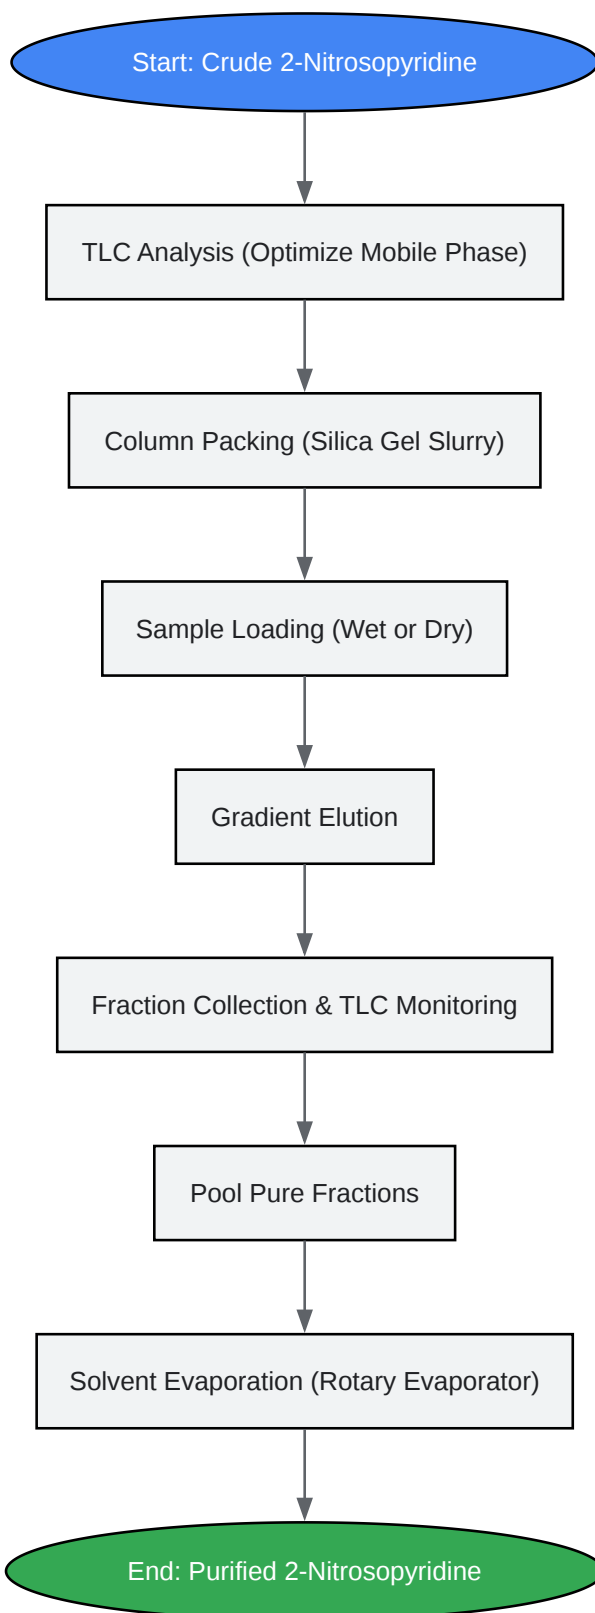 Start: Crude 2-Nitrosopyridine
TLC Analysis (Optimize Mobile Phase)
Column Packing (Silica Gel Slurry)
Sample Loading (Wet or Dry)
Gradient Elution
Fraction Collection & TLC Monitoring
Pool Pure Fractions
Solvent Evaporation (Rotary Evaporator)
End: Purified 2-Nitrosopyridine